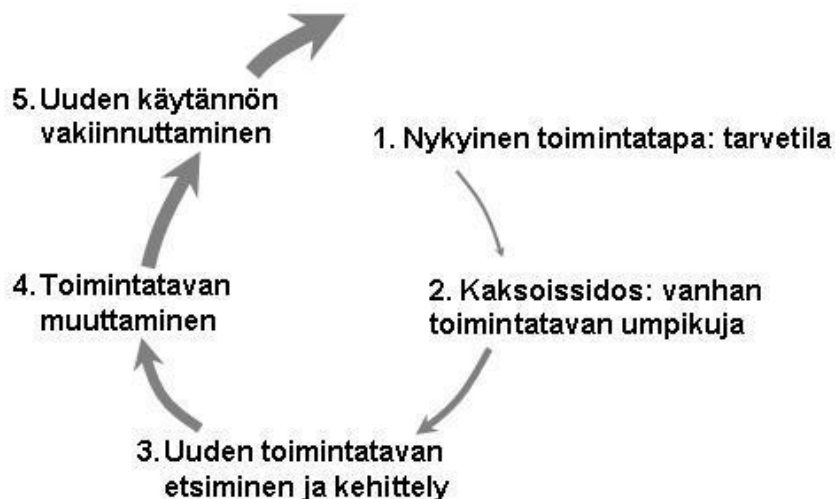 1. Nykyinen toimintatapa: tarvetila
2. Kaksoissidos: vanhan
toimintatavan umpikuja
3. Uuden toimintatavan
etsiminen ja kehittely
4. Toimintatavan
muuttaminen
5. Uuden käytännön
vakiinnuttaminen